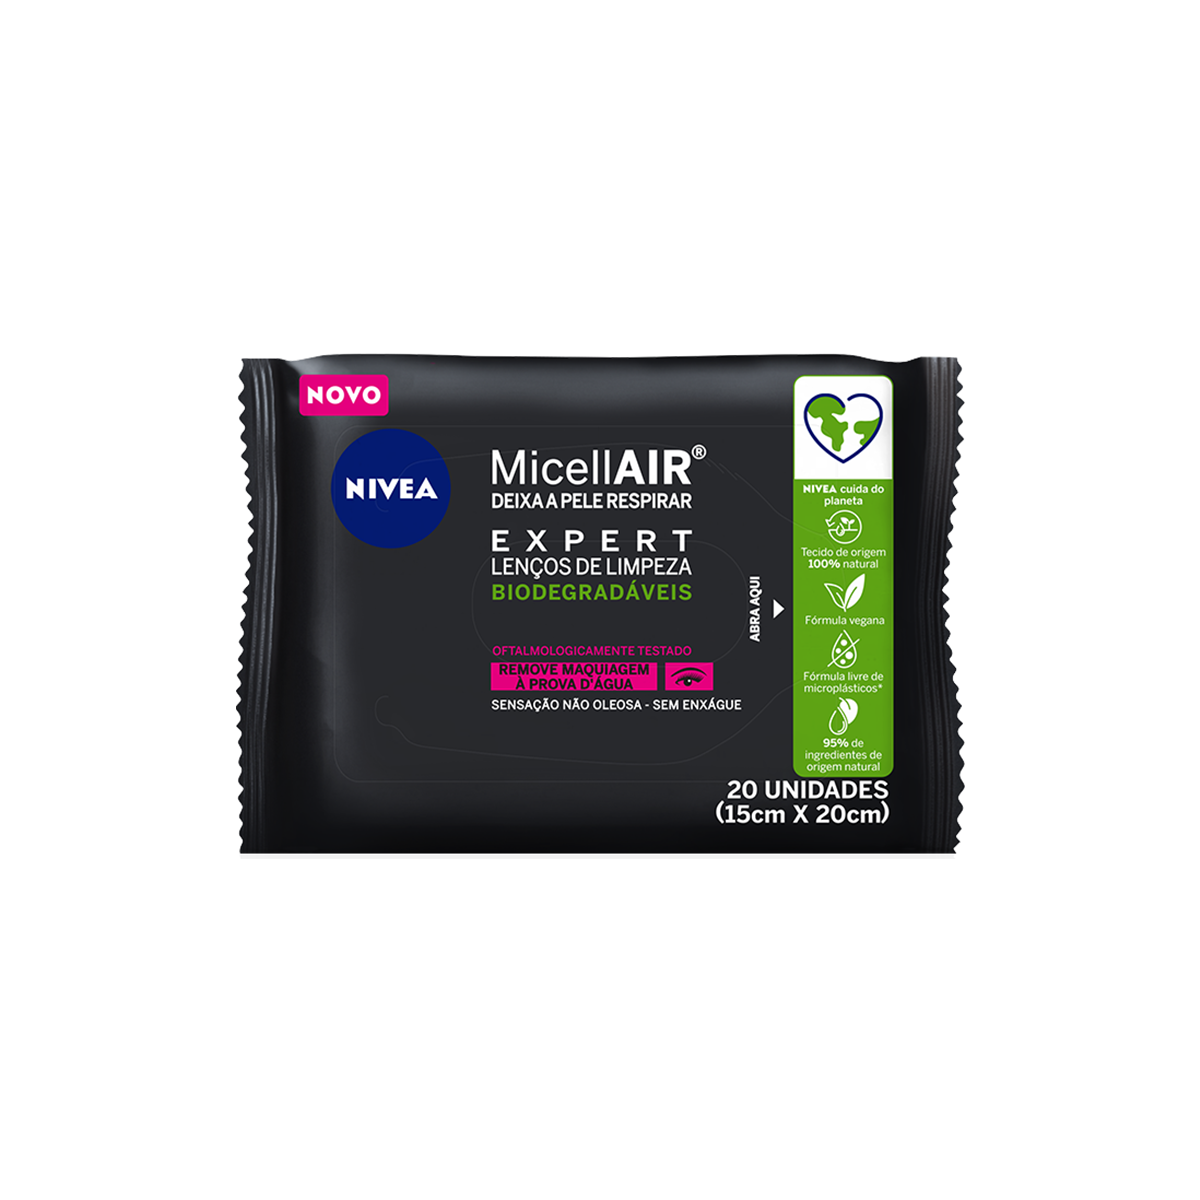 NOVO
NIVEA
MicellAIR®
DEIXA A PELE RESPIRAR
EXPERT
LENÇOS DE LIMPEZA
BIODEGRADÁVEIS
OFTALMOLOGICAMENTE TESTADO
REMOVE MAQUIAGEM
À PROVA D'ÁGUA
SENSAÇÃO NÃO OLEOSA - SEM ENXÁGUE
ABRA AQUI
NIVEA cuida do
planeta
Tecido de origem
100% natural
Fórmula vegana
Fórmula livre de
microplásticos*
95% de
ingredientes de
origem natural
20 UNIDADES
(15cm X 20cm)